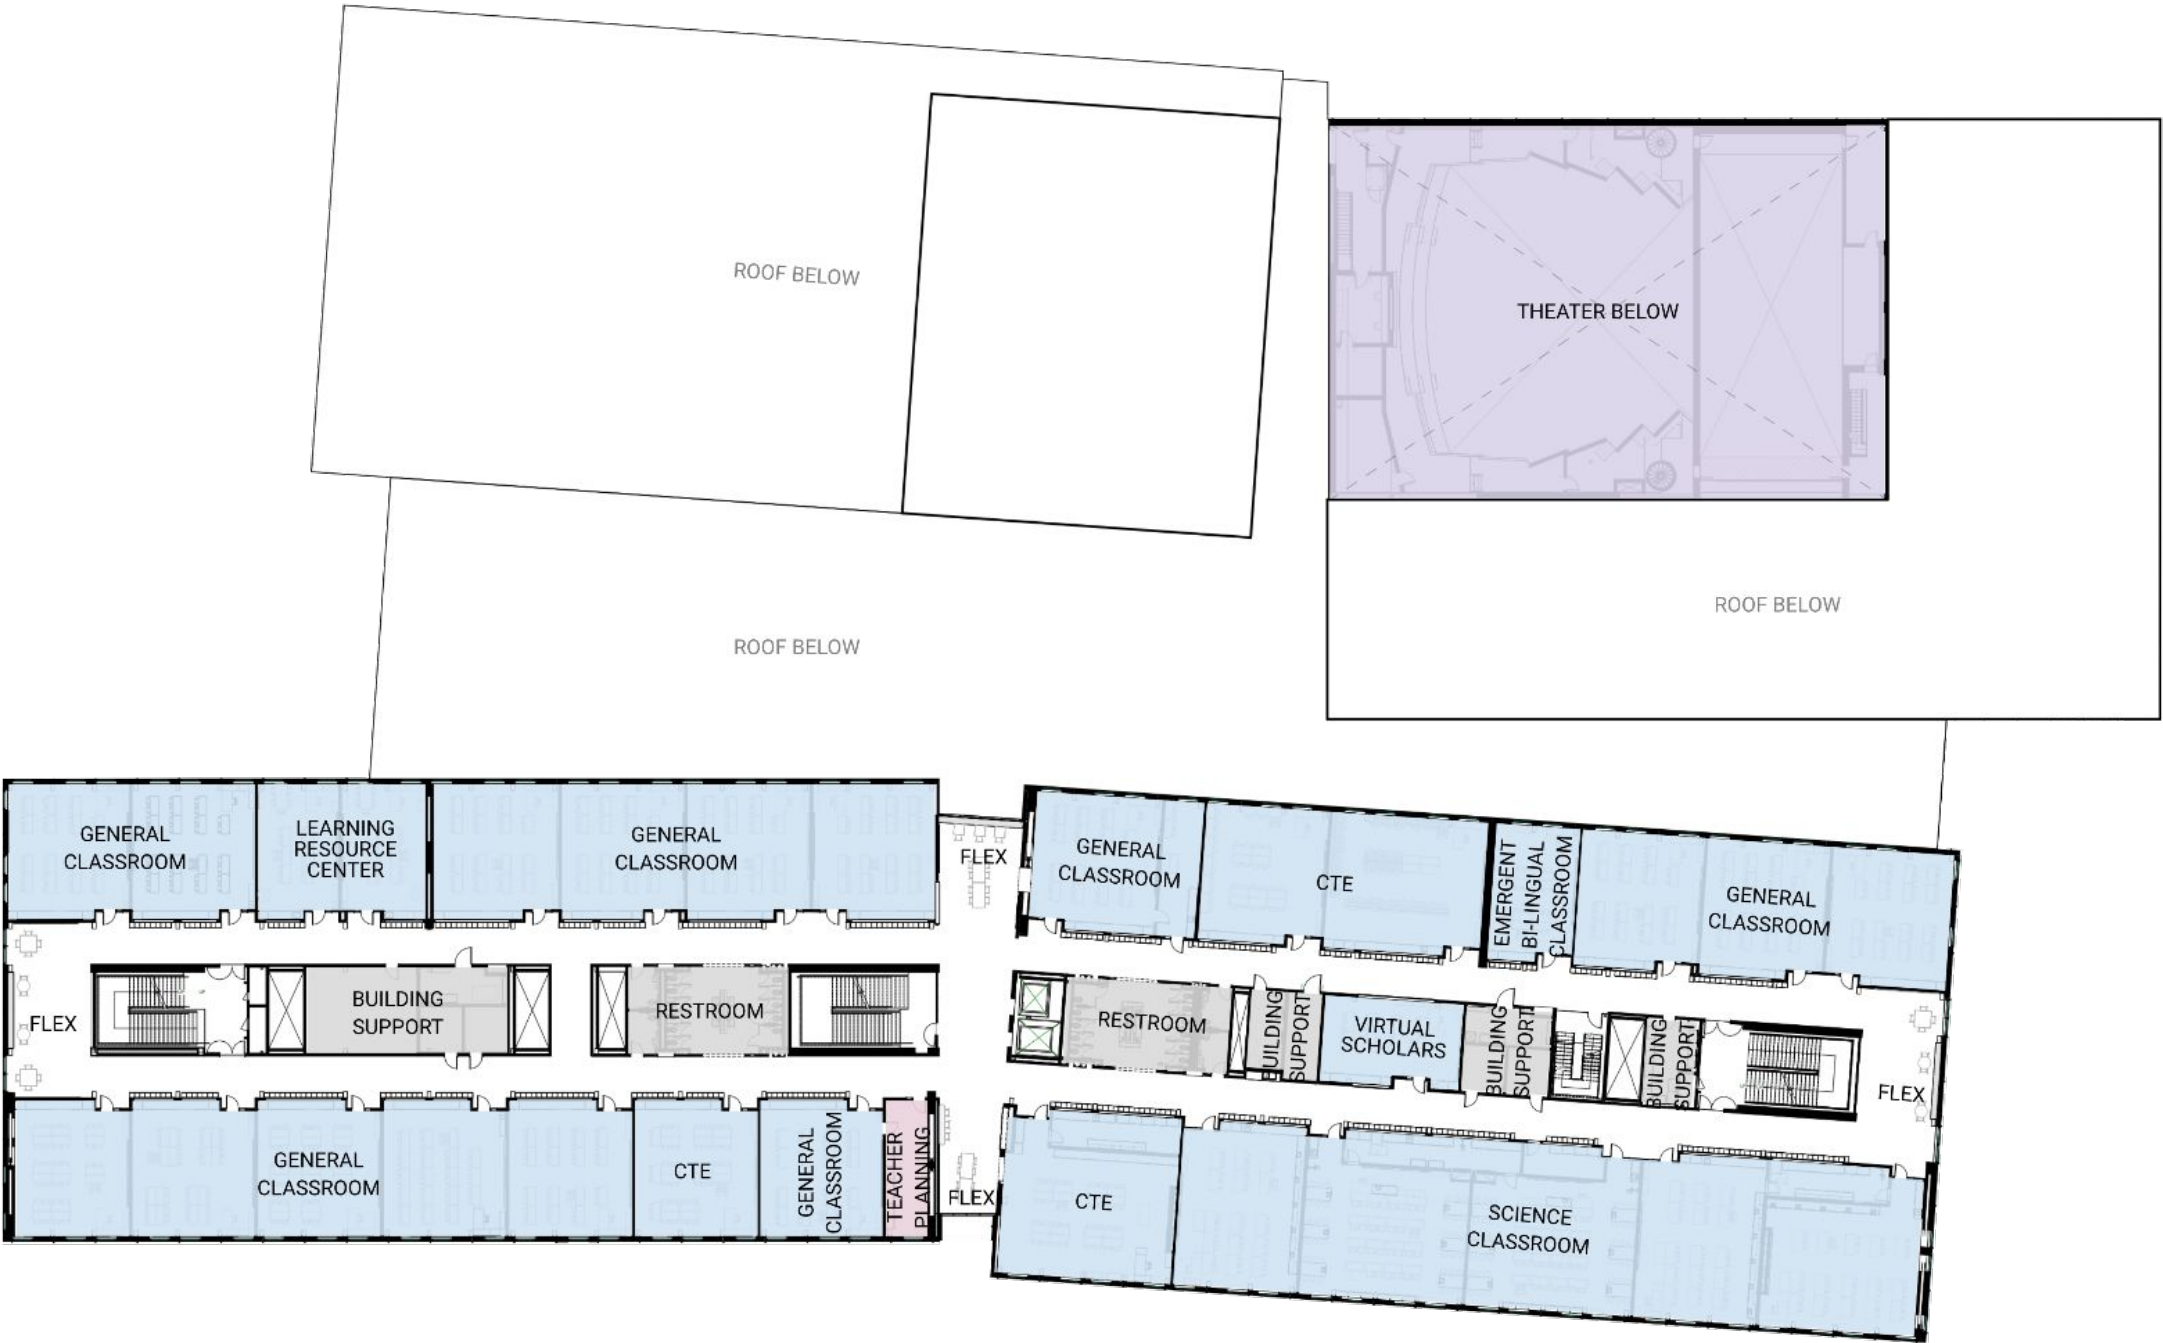 ROOF BELOW
THEATER BELOW
ROOF BELOW
ROOF BELOW
GENERAL
CLASSROOM
LEARNING
RESOURCE
CENTER
GENERAL
CLASSROOM
FLEX
GENERAL
CLASSROOM
CTE
EMERGENT
BI-LINGUAL
CLASSROOM
GENERAL
CLASSROOM
FLEX
BUILDING
SUPPORT
RESTROOM
RESTROOM
BUILDING
SUPPORT
VIRTUAL
SCHOLARS
BUILDING
SUPPORT
BUILDING
SUPPORT
FLEX
GENERAL
CLASSROOM
CTE
GENERAL
CLASSROOM
TEACHER
PLANNING
FLEX
CTE
SCIENCE
CLASSROOM